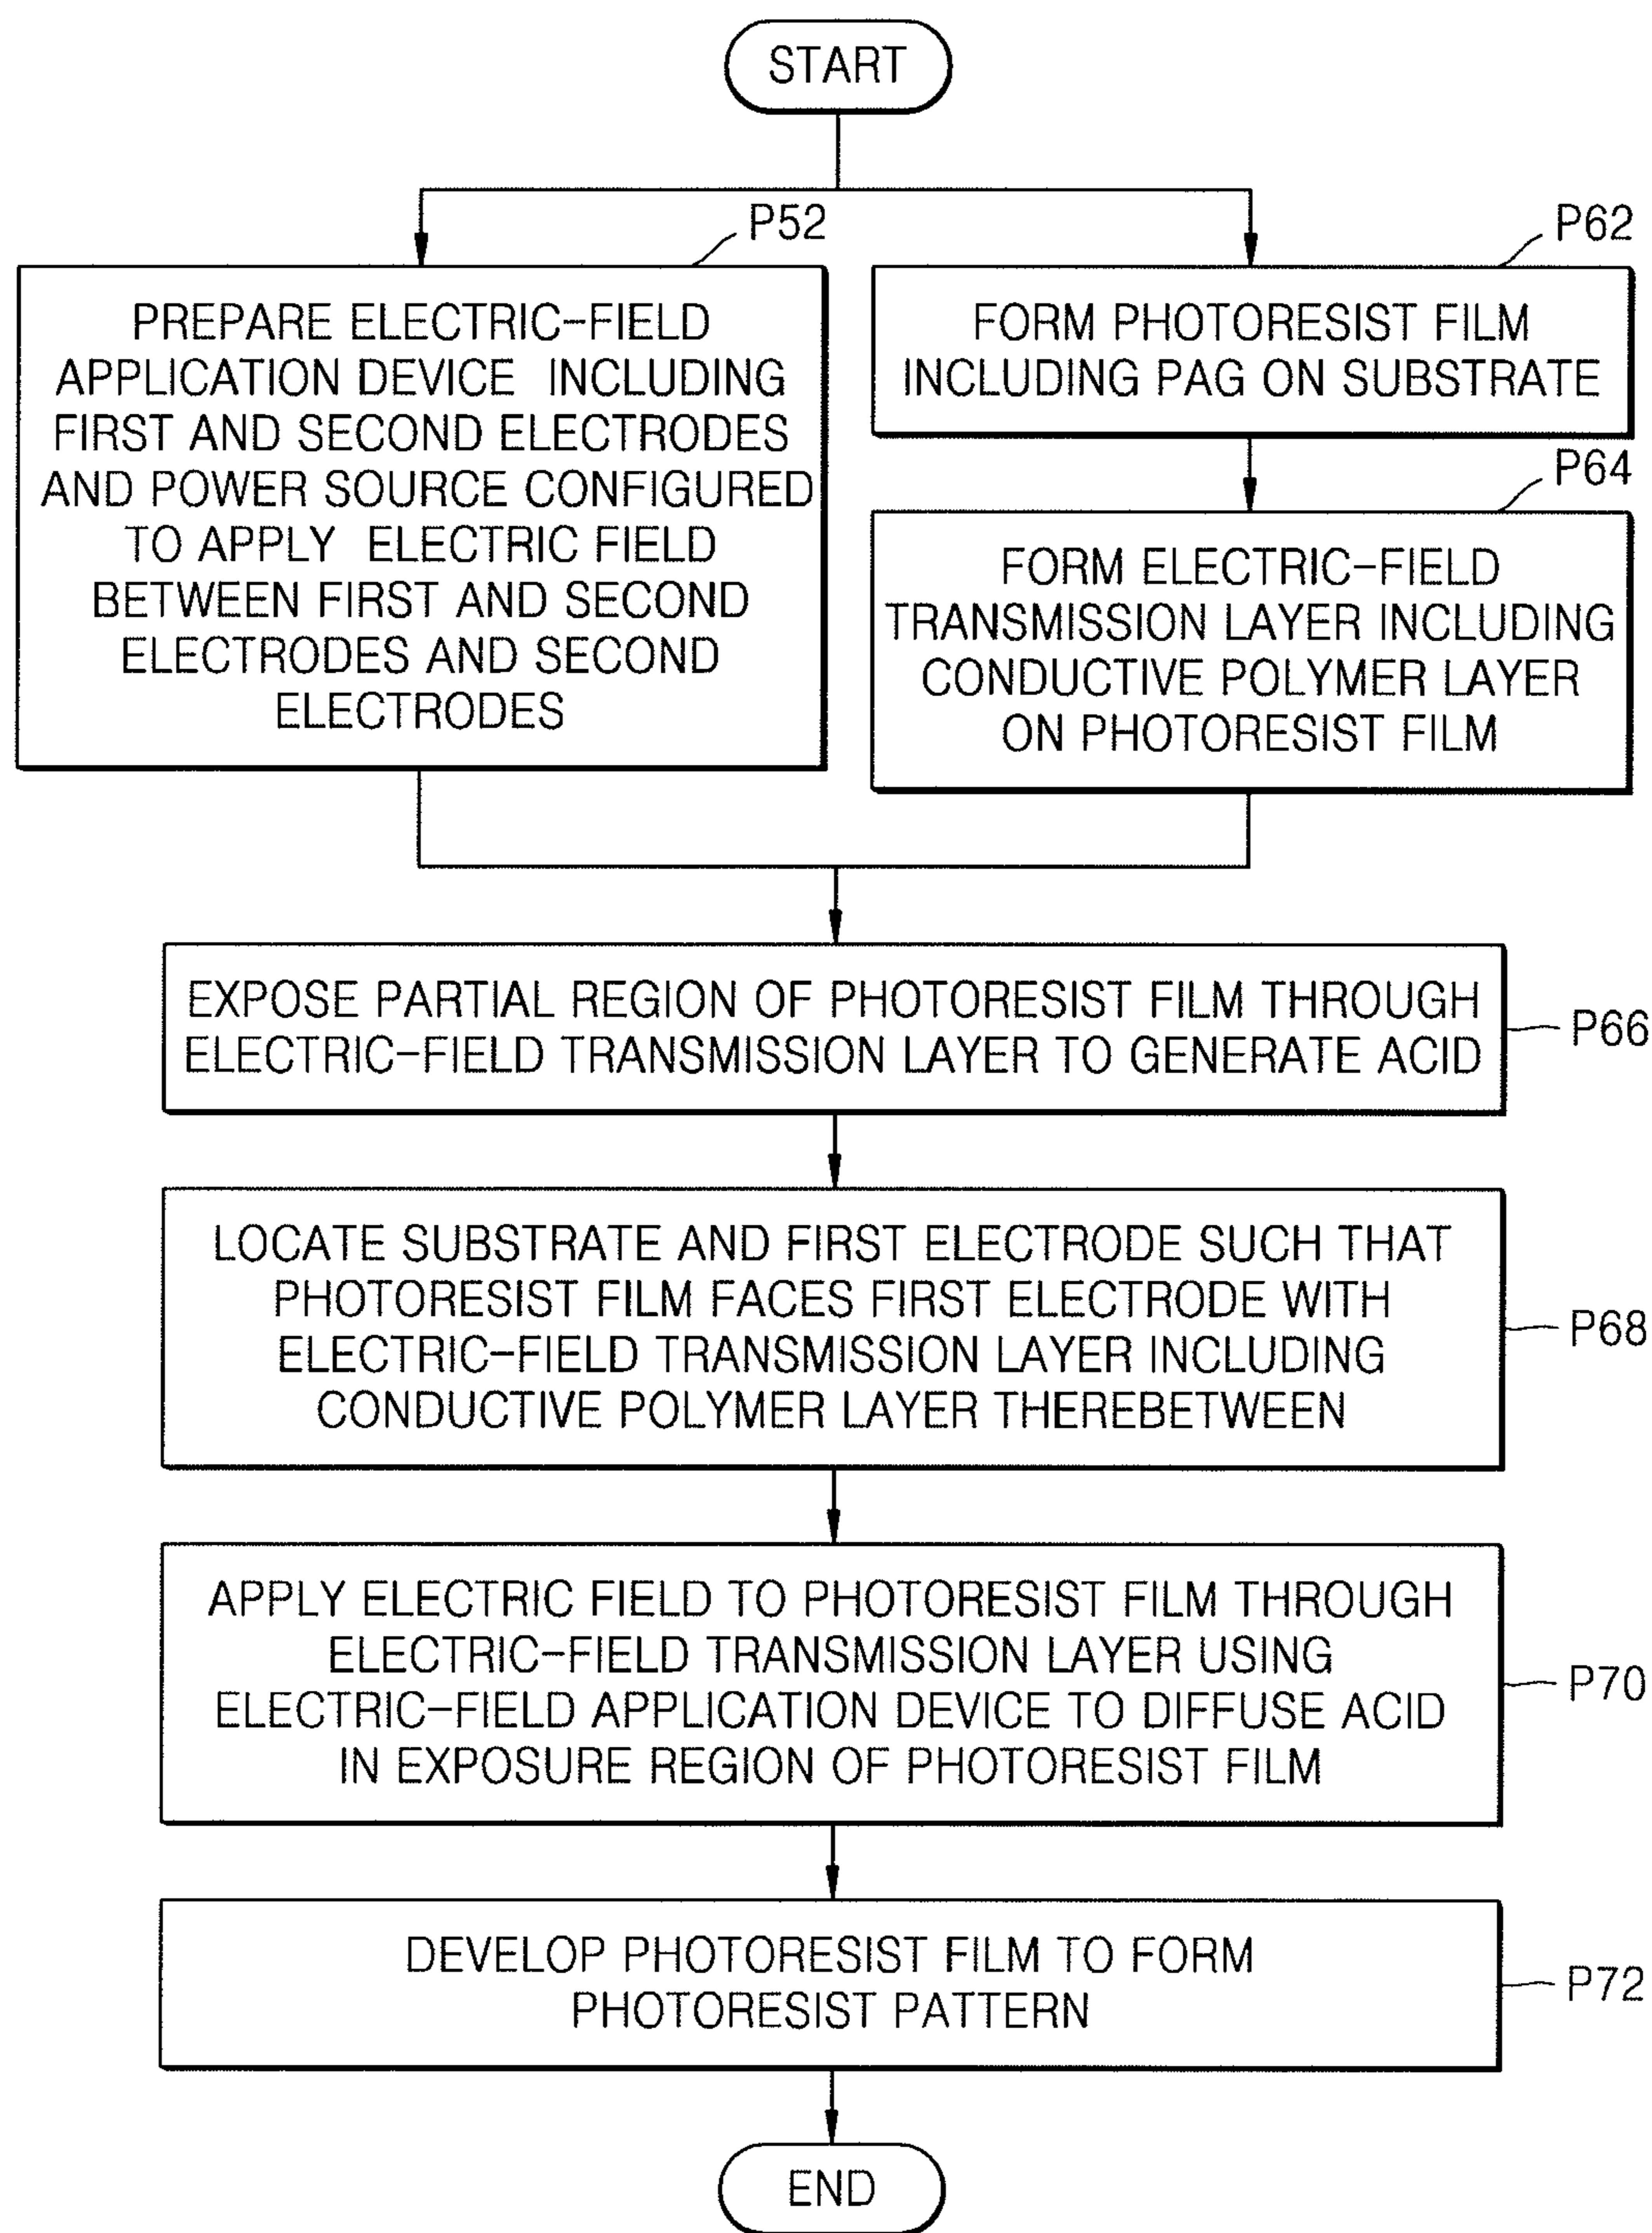 START
P52
PREPARE ELECTRIC-FIELD
APPLICATION DEVICE INCLUDING
FIRST AND SECOND ELECTRODES
AND POWER SOURCE CONFIGURED
TO APPLY ELECTRIC FIELD
BETWEEN FIRST AND SECOND
ELECTRODES AND SECOND
ELECTRODES
P62
FORM PHOTORESIST FILM
INCLUDING PAG ON SUBSTRATE
P64
FORM ELECTRIC-FIELD
TRANSMISSION LAYER INCLUDING
CONDUCTIVE POLYMER LAYER
ON PHOTORESIST FILM
EXPOSE PARTIAL REGION OF PHOTORESIST FILM THROUGH
ELECTRIC-FIELD TRANSMISSION LAYER TO GENERATE ACID
P66
LOCATE SUBSTRATE AND FIRST ELECTRODE SUCH THAT
PHOTORESIST FILM FACES FIRST ELECTRODE WITH
ELECTRIC-FIELD TRANSMISSION LAYER INCLUDING
CONDUCTIVE POLYMER LAYER THEREBETWEEN
P68
APPLY ELECTRIC FIELD TO PHOTORESIST FILM THROUGH
ELECTRIC-FIELD TRANSMISSION LAYER USING
ELECTRIC-FIELD APPLICATION DEVICE TO DIFFUSE ACID
IN EXPOSURE REGION OF PHOTORESIST FILM
P70
DEVELOP PHOTORESIST FILM TO FORM
PHOTORESIST PATTERN
P72
END